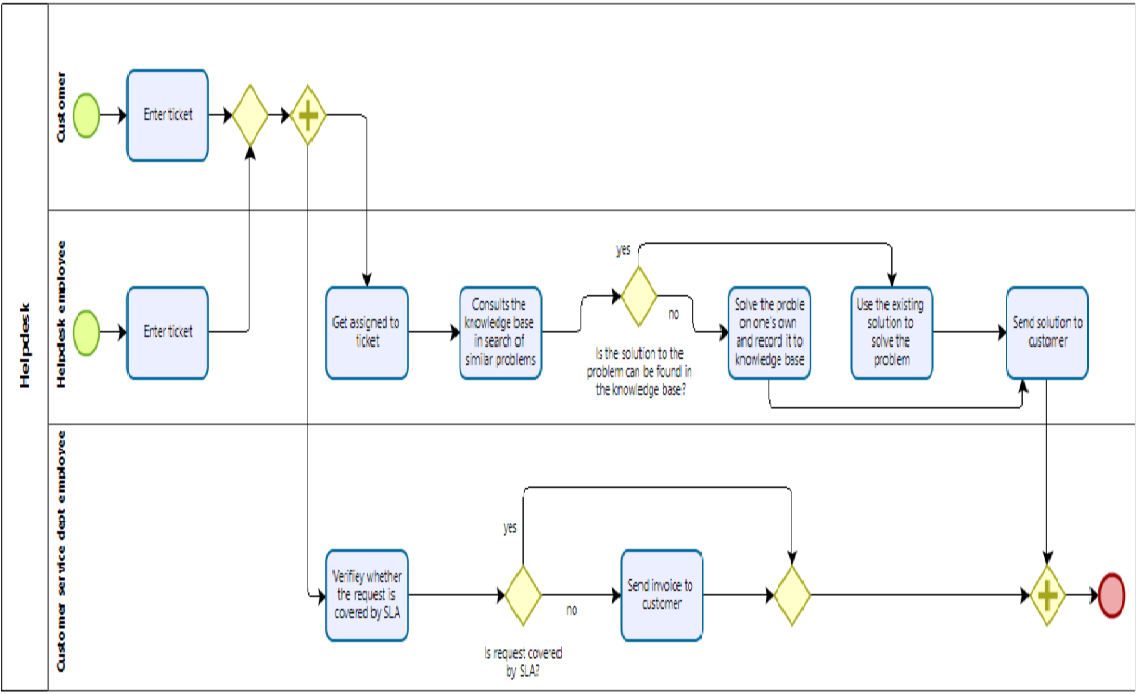 Helpdesk
Customer
Enter ticket
Helpdesk employee
Enter ticket
Get assigned to
ticket
Consults the
knowledge base
in search of
similar problems
yes
no
Is the solution to the
problem can be found in
the knowledge base?
Solve the proble
on one's own
and record it to
knowledge base
Use the existing
solution to
solve the
problem
Send solution to
customer
Customer service dept employee
Verifiey whether
the request is
covered by SLA
yes
no
Is request covered
by SLA?
Send invoice to
customer